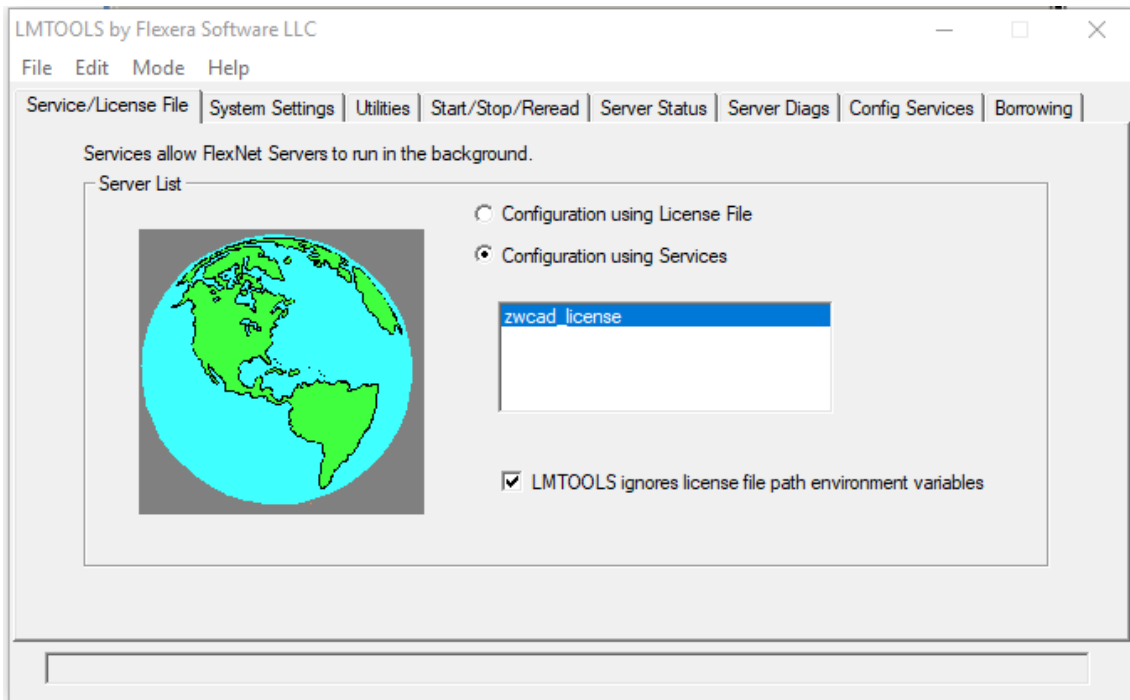 LMTOOLS by Flexera Software LLC
File Edit Mode Help
Service/License File System Settings Utilities Start/Stop/Reread Server Status Server Diags Config Services Borrowing
Services allow FlexNet Servers to run in the background.
Server List
Configuration using License File
Configuration using Services
zwcad_license
LMTOOLS ignores license file path environment variables